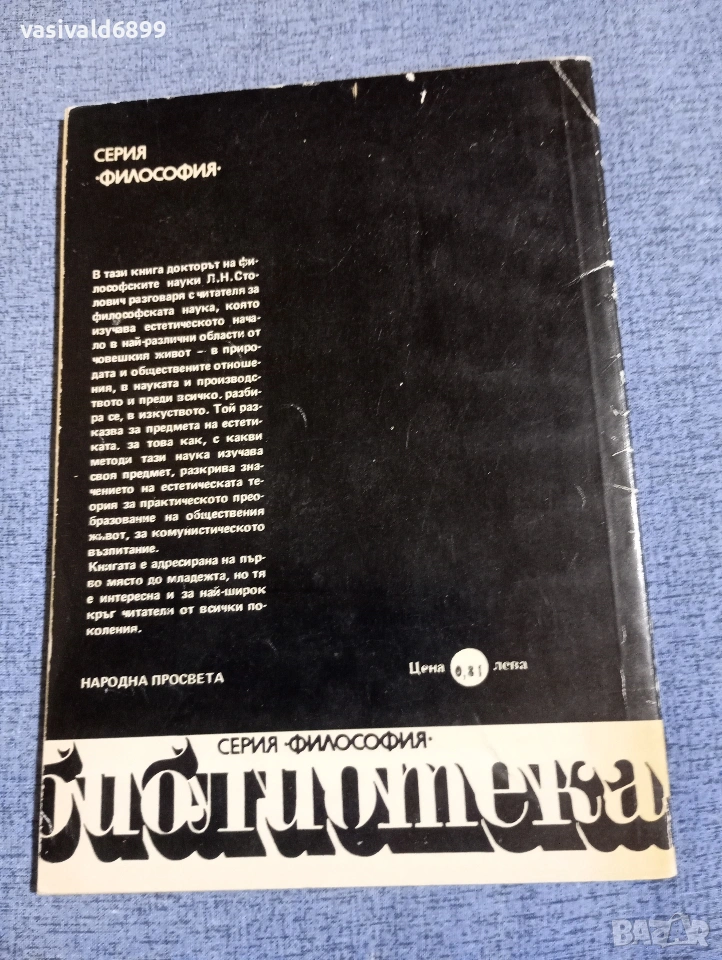 vasivald6899
СЕРИЯ
·ФИЛОСОФИЯ·
В тази книга докторът на фи-
лософските науки Л.Н.Сто-
лович разговаря с читателя за
философската наука, която
изучава естетическото нача-
ло в най-различни области от
човешкия живот — в приро-
дата и обществените отноше-
ния, в науката и производс-
твото и преди всичко, разби-
ра се, в изкуството. Той раз-
казва за предмета на естети-
ката, за това как, с какви
методи тази наука изучава
своя предмет, разкрива зна-
чението на естетическата те-
ория за практическото прео-
бразование на обществения
живот, за комунистическото
възпитание.
Книгата е адресирана на пър-
во място до младежта, но тя
е интересна и за най-широк
кръг читатели от всички по-
коления.
НАРОДНА ПРОСВЕТА
Цена 0,81 лева
СЕРИЯ ·ФИЛОСОФИЯ·
библиотека
BAZAR